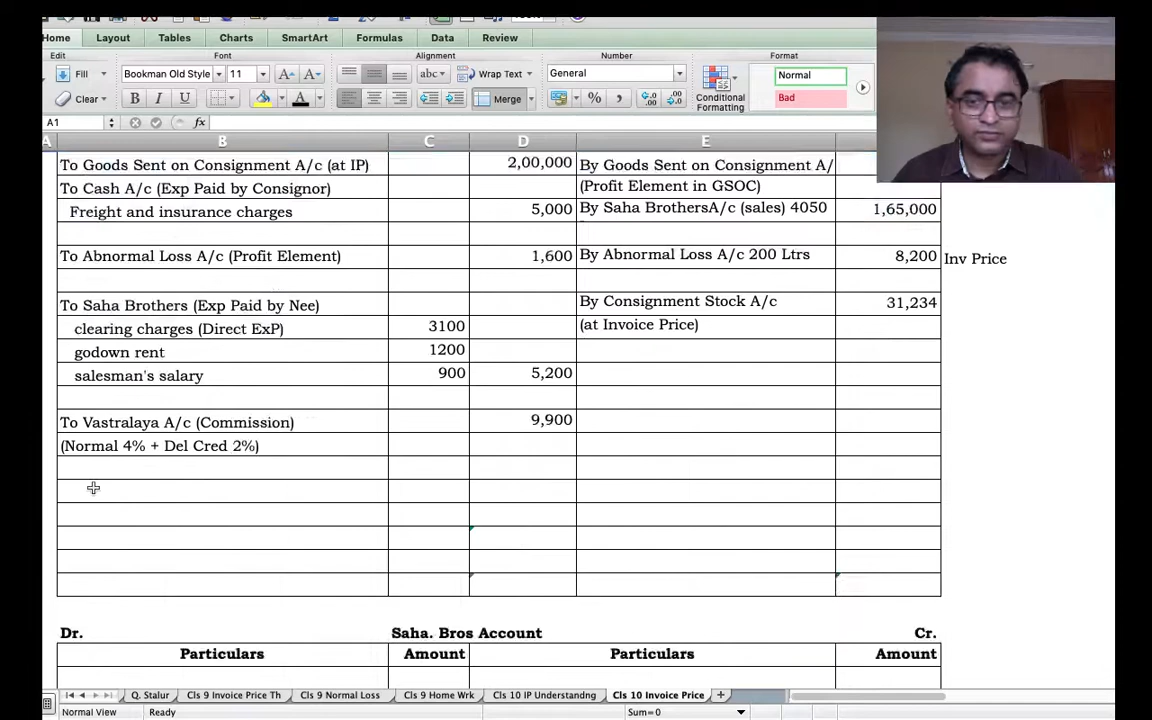 Home Layout Tables Charts SmartArt Formulas Data Review
Edit Font Alignment Number Format
Fill Bookman Old Style 11 A A abc Wrap Text General Normal
Clear B I U A Merge % , .0 .00 .00 .0 Conditional Formatting Bad
A1 fx
A B C D E
To Goods Sent on Consignment A/c (at IP) 2,00,000 By Goods Sent on Consignment A/
To Cash A/c (Exp Paid by Consignor) (Profit Element in GSOC)
Freight and insurance charges 5,000 By Saha BrothersA/c (sales) 4050 1,65,000
To Abnormal Loss A/c (Profit Element) 1,600 By Abnormal Loss A/c 200 Ltrs 8,200 Inv Price
To Saha Brothers (Exp Paid by Nee) By Consignment Stock A/c 31,234
clearing charges (Direct ExP) 3100 (at Invoice Price)
godown rent 1200
salesman's salary 900 5,200
To Vastralaya A/c (Commission) 9,900
(Normal 4% + Del Cred 2%)
Dr. Saha. Bros Account Cr.
Particulars Amount Particulars Amount
Q. Stalur Cls 9 Invoice Price Th Cls 9 Normal Loss Cls 9 Home Wrk Cls 10 IP Understandng Cls 10 Invoice Price +
Normal View Ready Sum=0